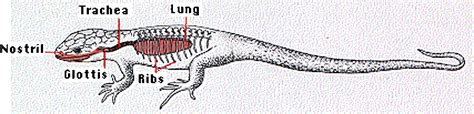 Trachea
Lung
Nostril
Glottis
Ribs